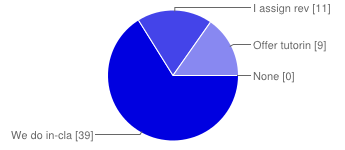 I assign rev [11]
Offer tutorin [9]
None [0]
We do in-cla [39]